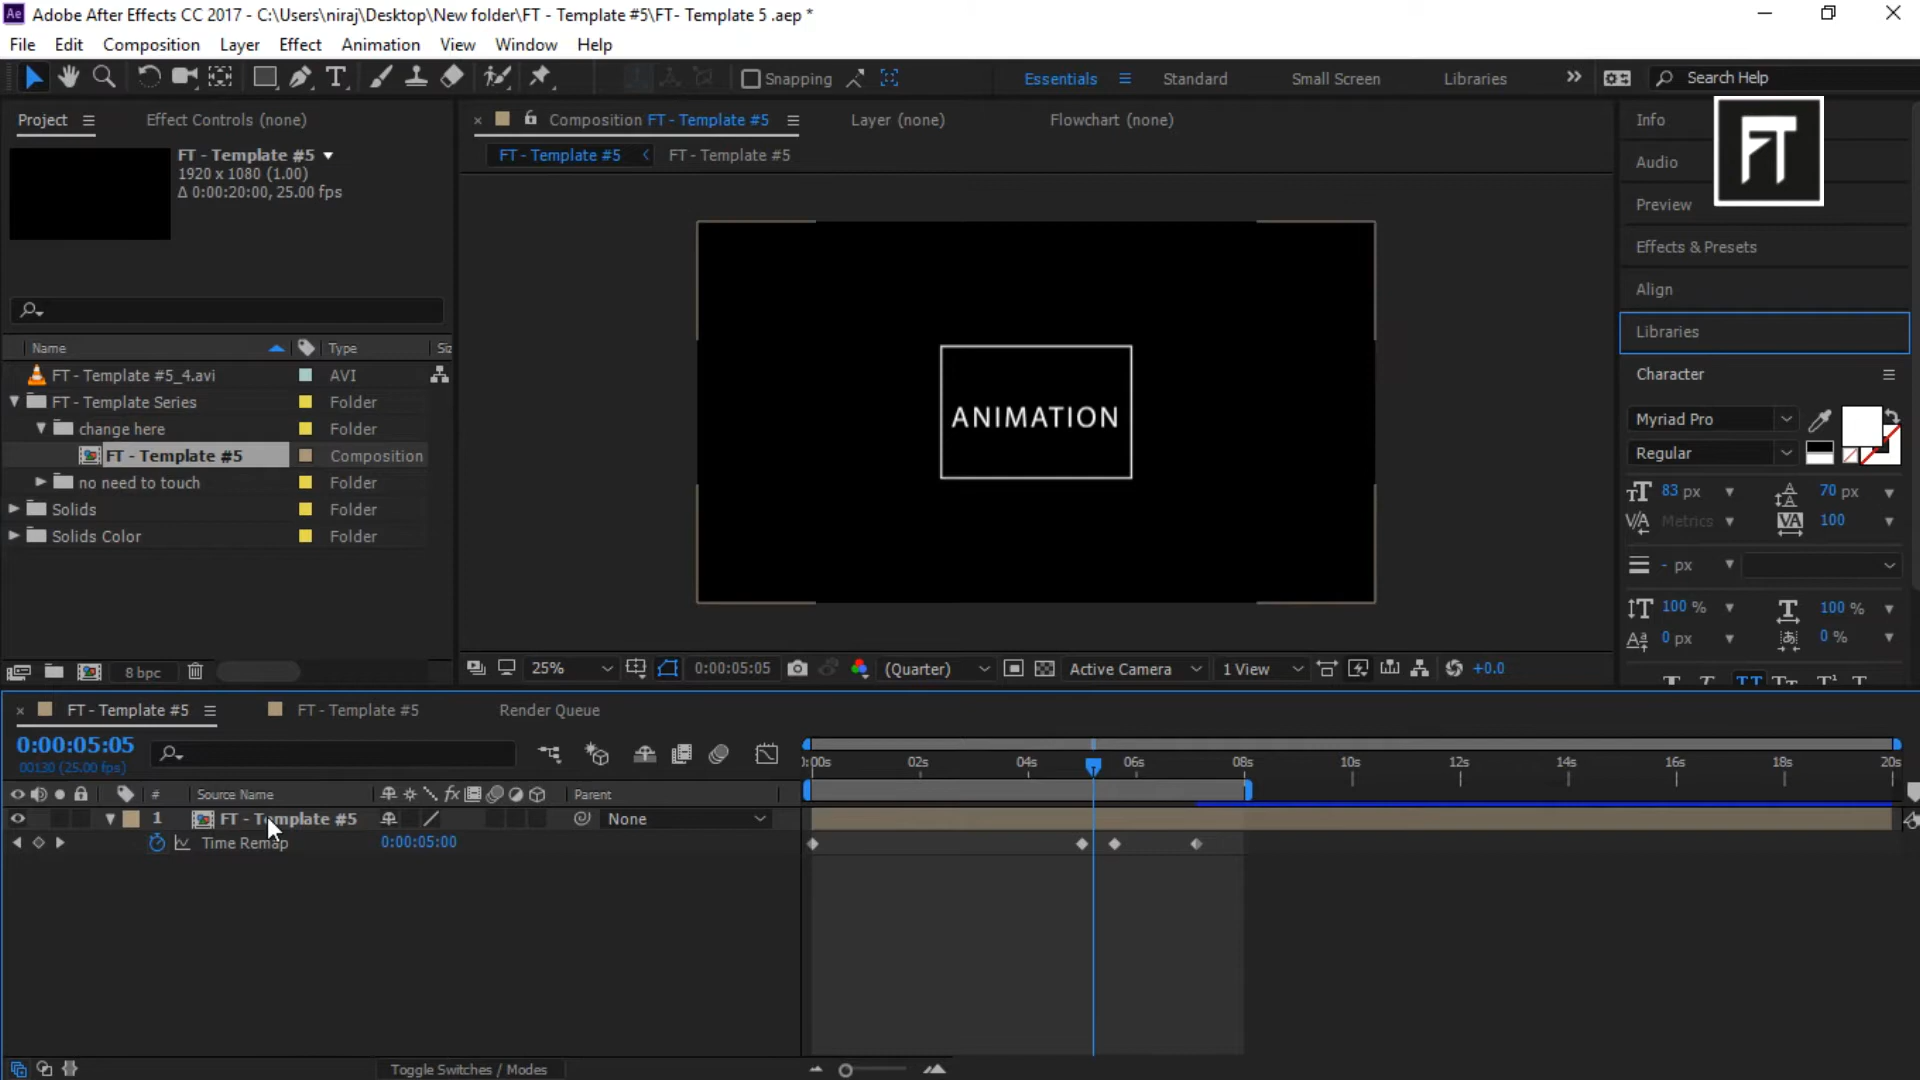 Adobe After Effects CC 2017 - C:\Users\niraj\Desktop\New folder\FT - Template #5\FT- Template 5 .aep *
File Edit Composition Layer Effect Animation View Window Help
Snapping Essentials Standard Small Screen Libraries Search Help
Project Effect Controls (none) Composition FT - Template #5 Layer (none) Flowchart (none) Info
FT
FT - Template #5 FT - Template #5 FT - Template #5
1920 x 1080 (1.00)
Δ 0:00:20:00, 25.00 fps
Audio
Preview
Effects & Presets
Align
Libraries
Name Type Siz
FT - Template #5_4.avi AVI
FT - Template Series Folder
change here Folder
FT - Template #5 Composition
no need to touch Folder
Solids Folder
Solids Color Folder
ANIMATION
Character
Myriad Pro
Regular
83 px 70 px
Metrics 100
- px
100 % 100 %
0 px 0 %
8 bpc 25% 0:00:05:05 (Quarter) Active Camera 1 View +0.0
FT - Template #5 FT - Template #5 Render Queue
0:00:05:05
00130 (25.00 fps)
):00s 02s 04s 06s 08s 10s 12s 14s 16s 18s 20s
# Source Name fx Parent
1 FT - Template #5 None
Time Remap 0:00:05:00
Toggle Switches / Modes